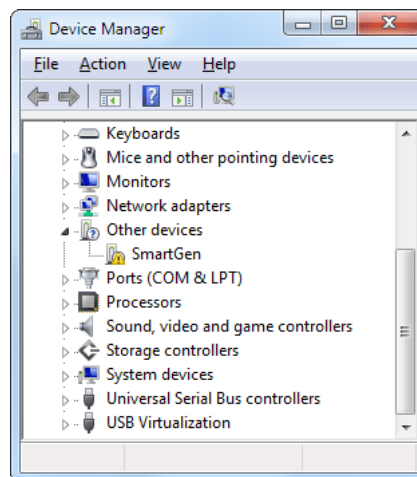 Device Manager
File Action View Help
Keyboards
Mice and other pointing devices
Monitors
Network adapters
Other devices
SmartGen
Ports (COM & LPT)
Processors
Sound, video and game controllers
Storage controllers
System devices
Universal Serial Bus controllers
USB Virtualization